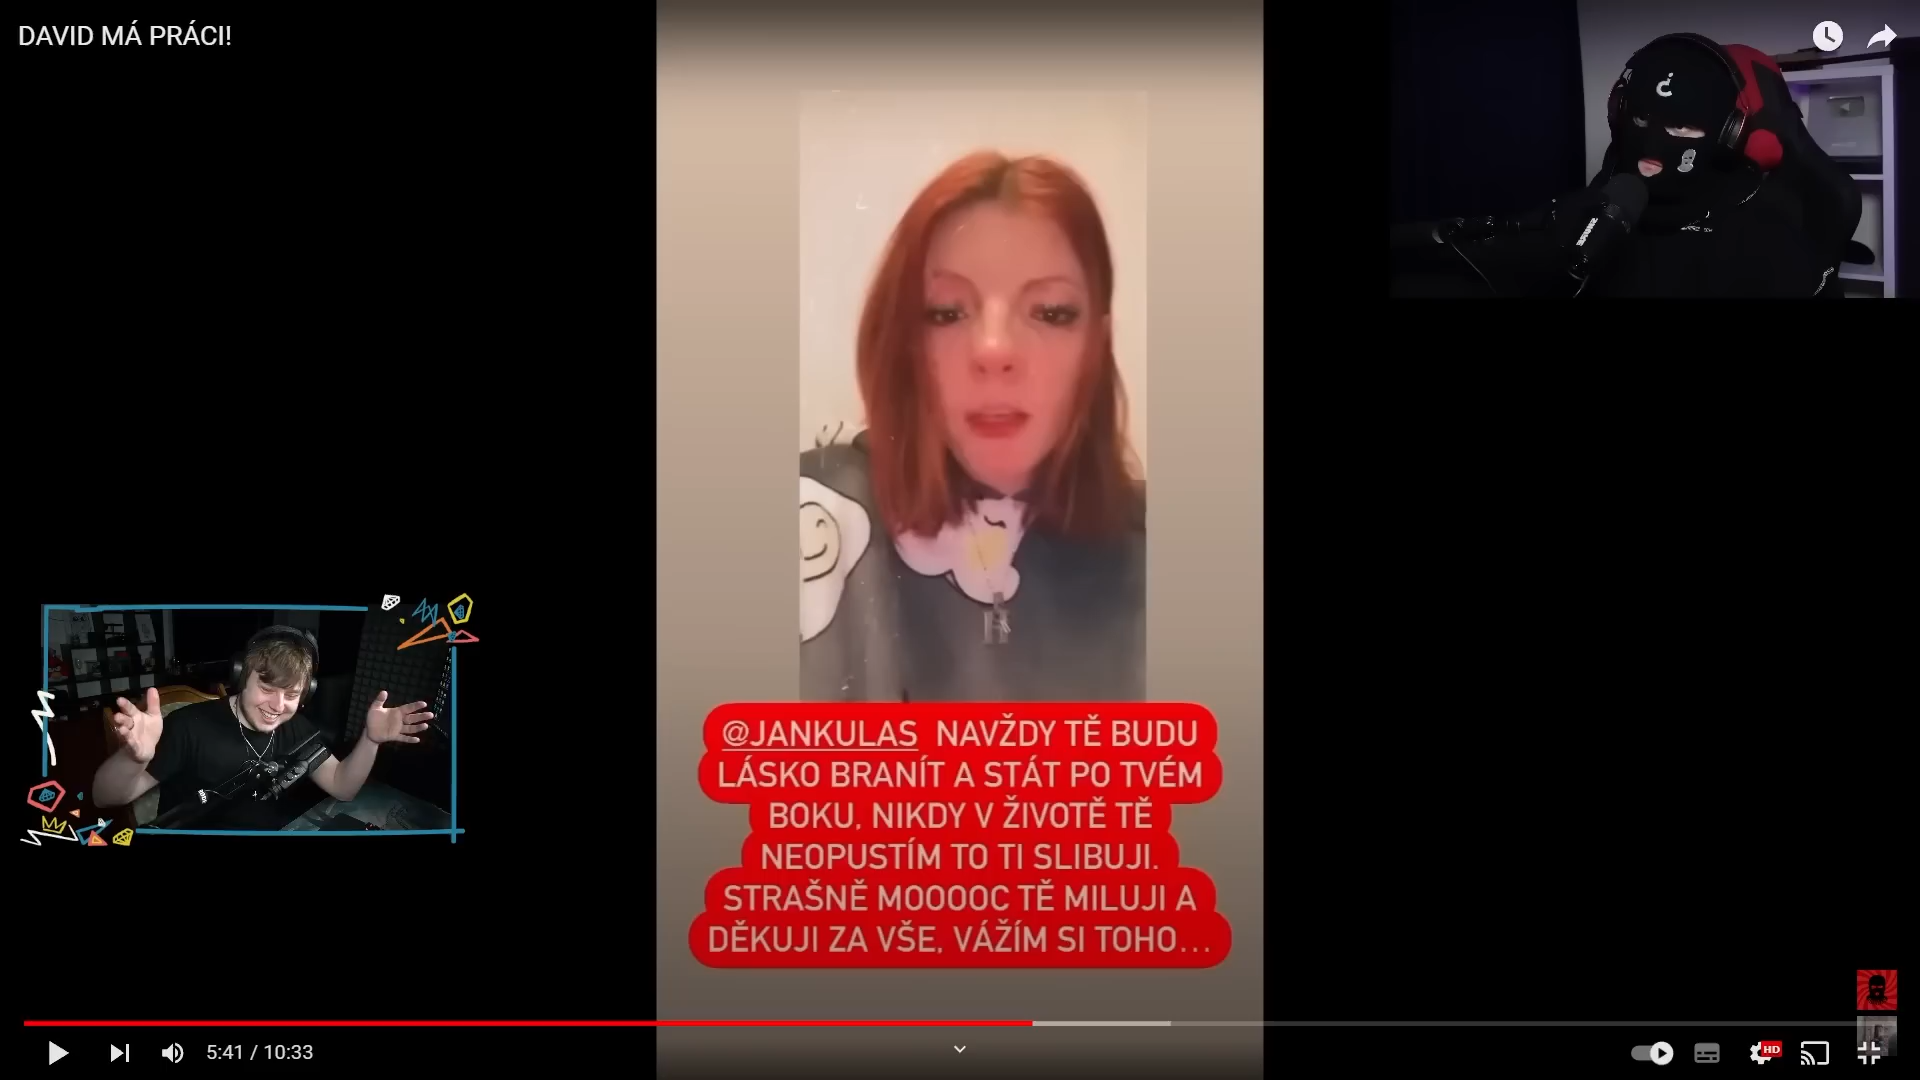 DAVID MÁ PRÁCI!
@JANKULAS NAVŽDY TĚ BUDU
LÁSKO BRANÍT A STÁT PO TVÉM
BOKU, NIKDY V ŽIVOTĚ TĚ
NEOPUSTÍM TO TI SLIBUJI.
STRAŠNĚ MOOOOC TĚ MILUJI A
DĚKUJI ZA VŠE, VÁŽÍM SI TOHO...
5:41 / 10:33
HD